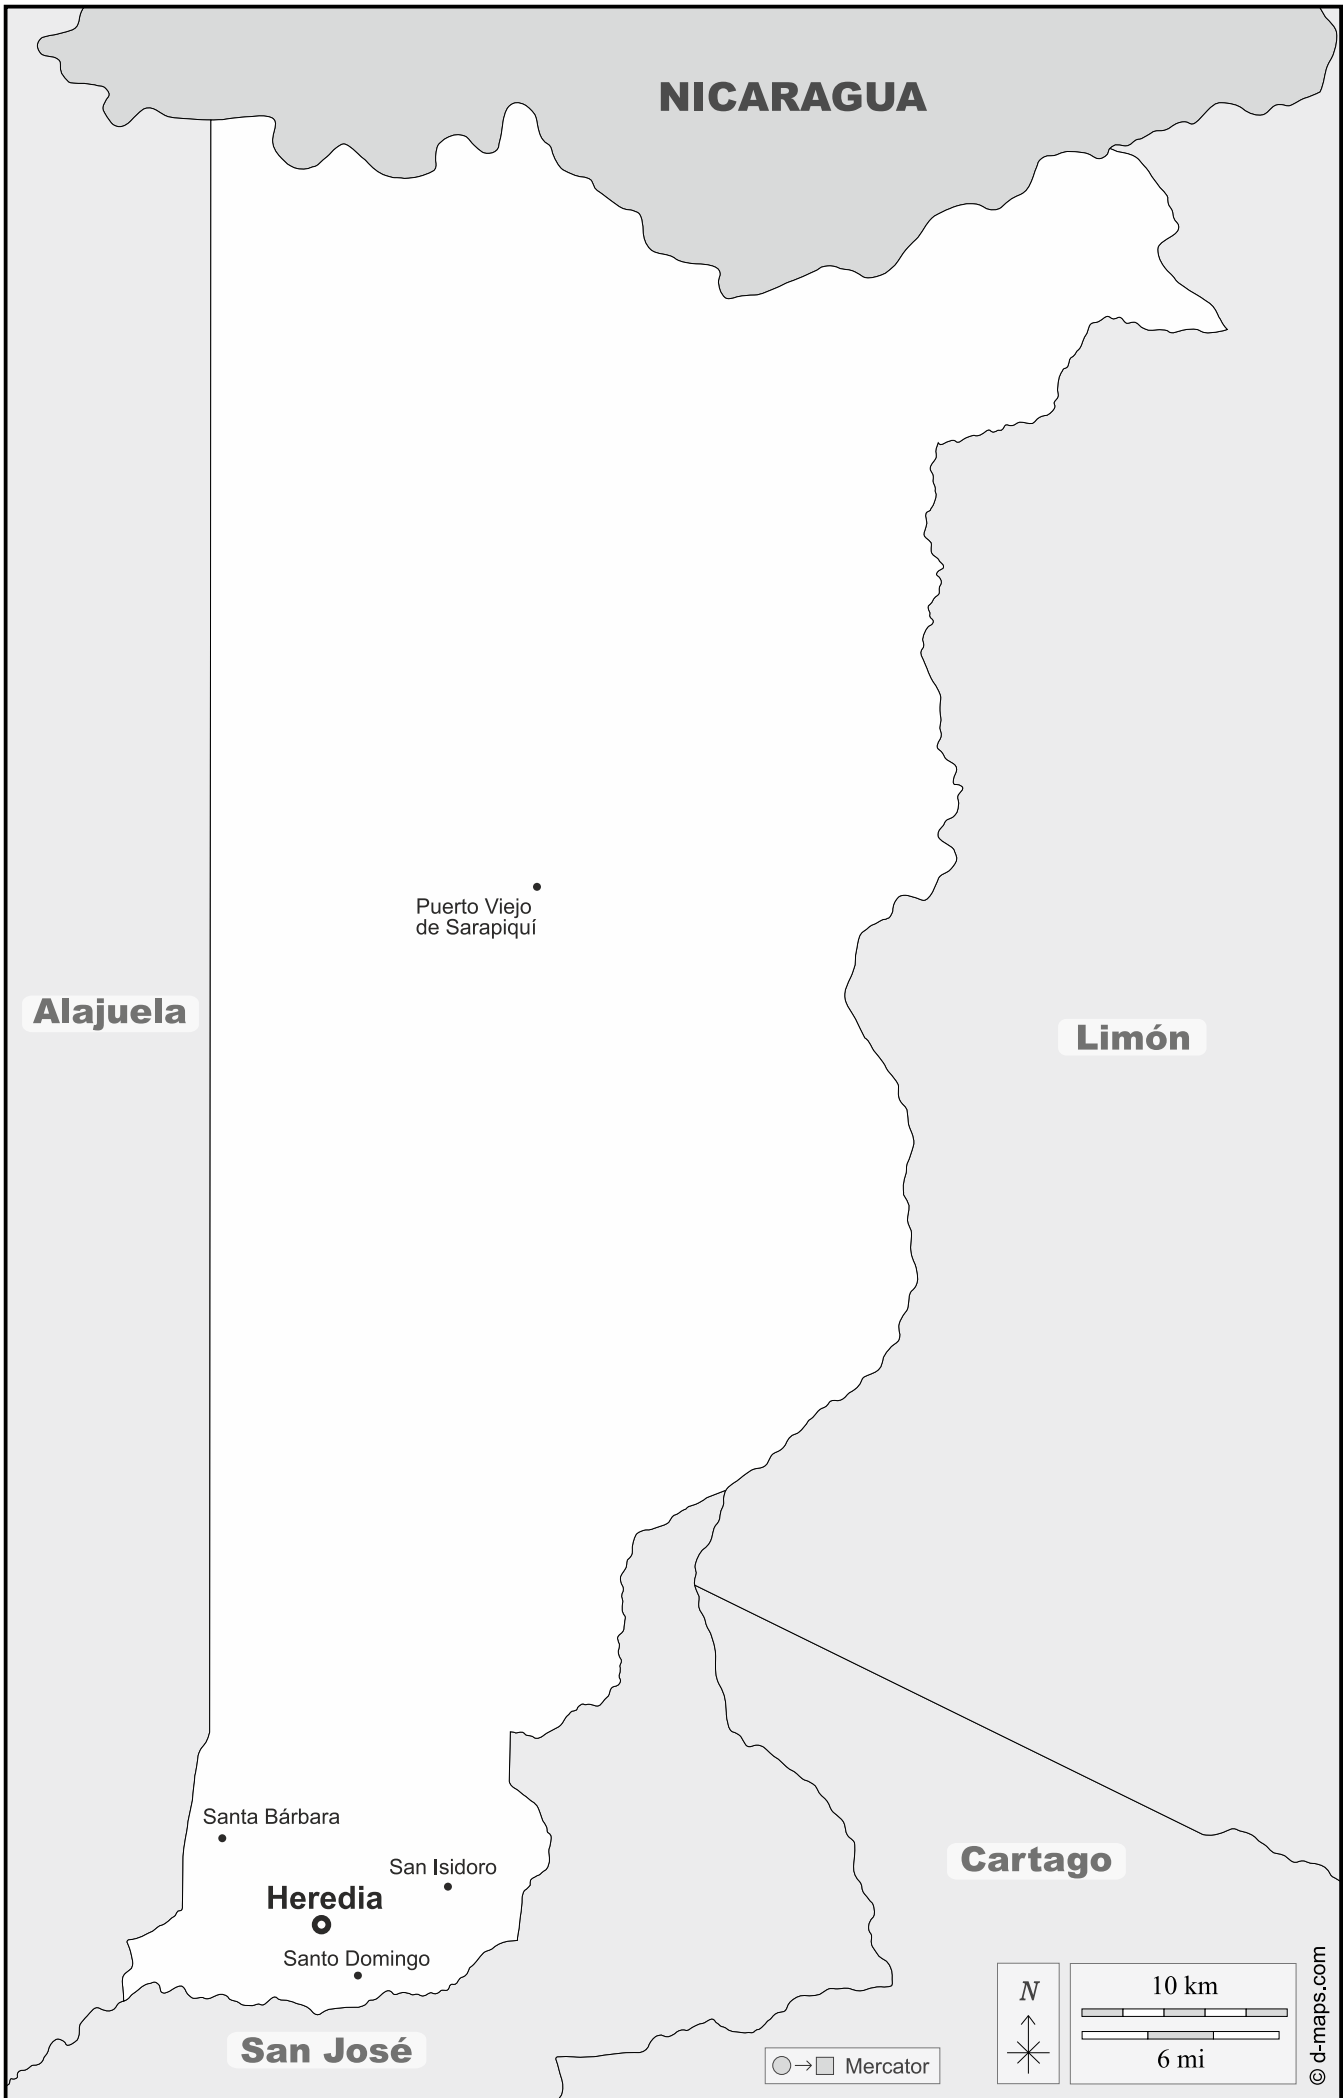 NICARAGUA
Puerto Viejo
de Sarapiquí
Alajuela
Limón
Santa Bárbara
San Isidoro
Heredia
Santo Domingo
Cartago
San José
Mercator
N
10 km
6 mi
© d-maps.com